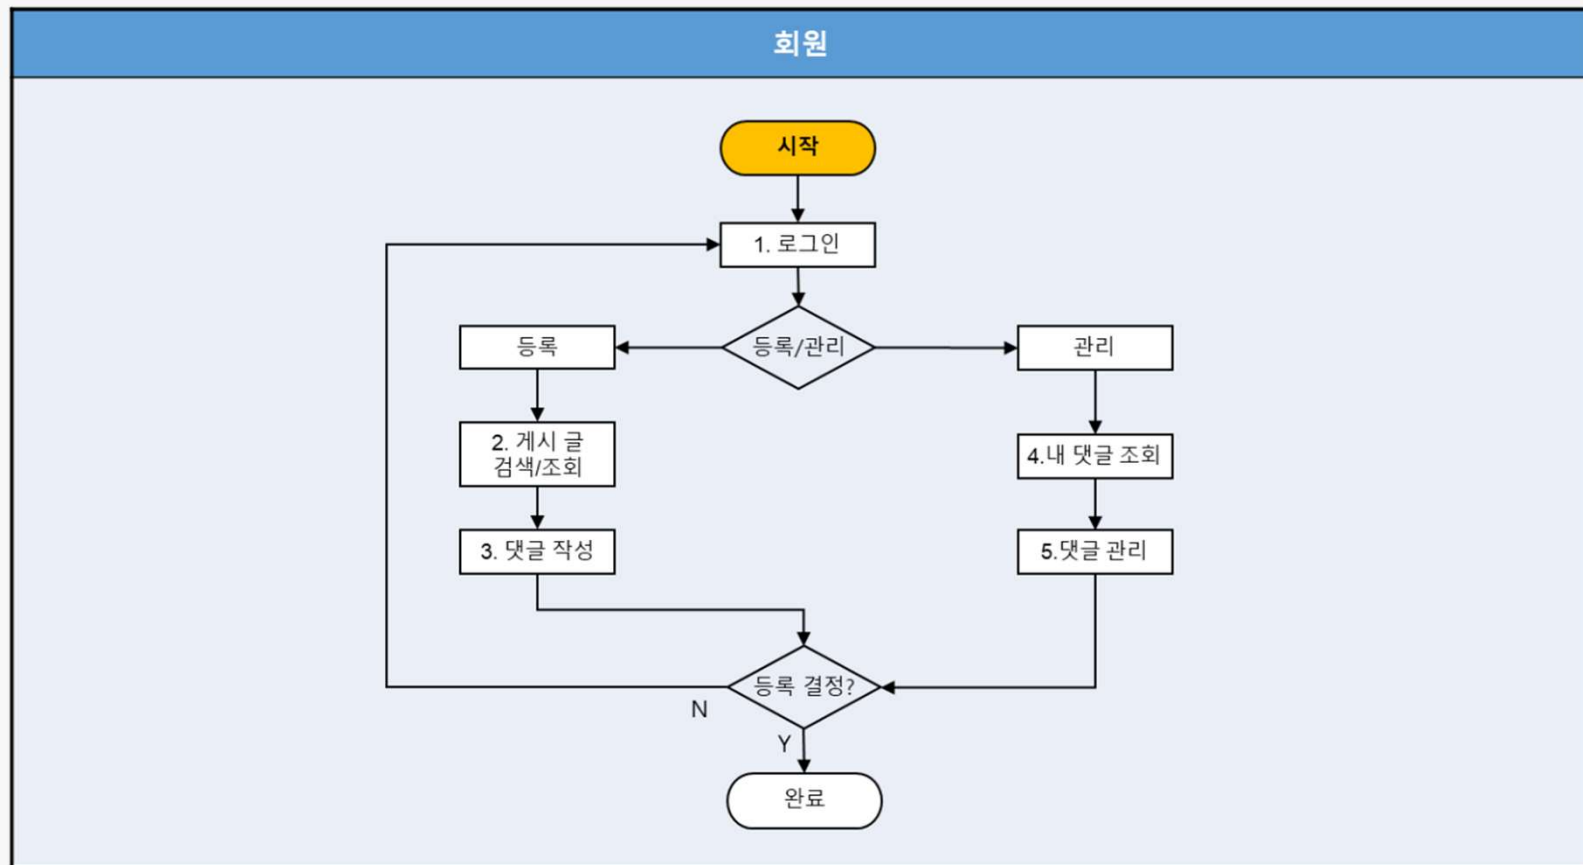 회원
시작
1. 로그인
등록
등록/관리
관리
2. 게시 글
검색/조회
4.내 댓글 조회
3. 댓글 작성
5.댓글 관리
등록 결정?
N
Y
완료